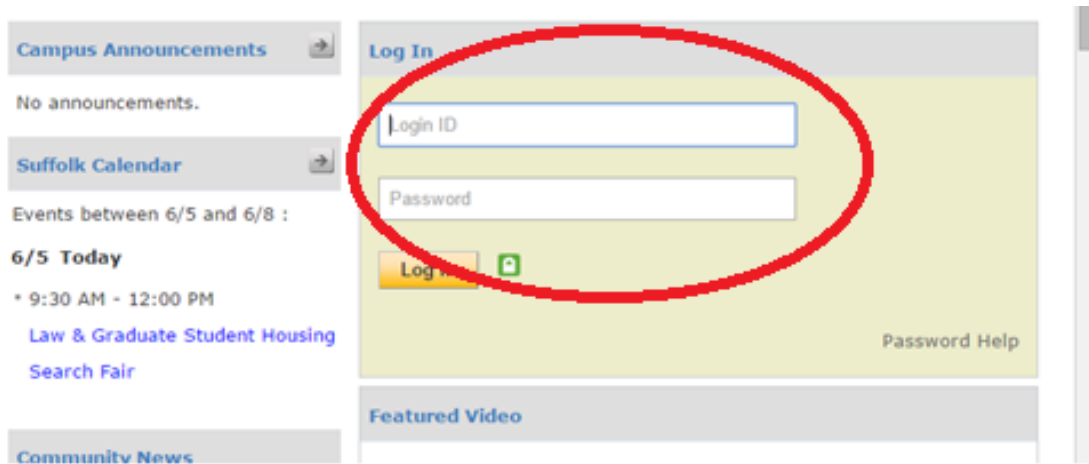 Campus Announcements
No announcements.
Suffolk Calendar
Events between 6/5 and 6/8 :
6/5 Today
• 9:30 AM - 12:00 PM
Law & Graduate Student Housing
Search Fair
Community News
Log In
Login ID
Password
Log In
Password Help
Featured Video